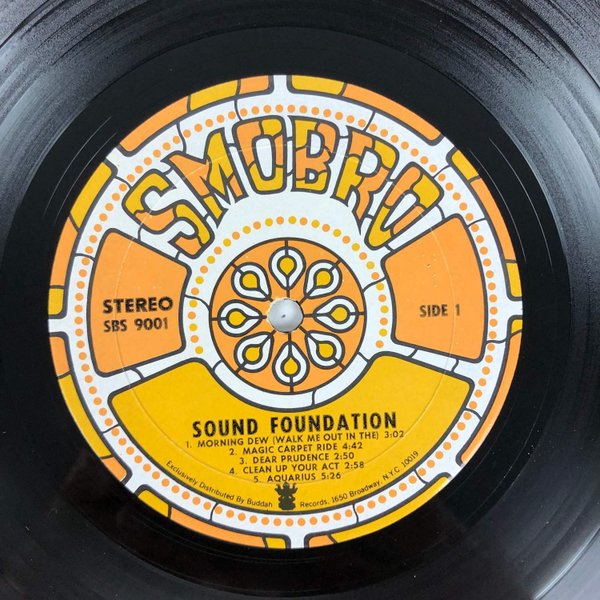 SMOBRO
STEREO
SBS 9001
SIDE 1
SOUND FOUNDATION
1. MORNING DEW (WALK ME OUT IN THE) 3:02
2. MAGIC CARPET RIDE 4:42
3. DEAR PRUDENCE 2:50
4. CLEAN UP YOUR ACT 2:58
5. AQUARIUS 5:26
Exclusively Distributed By Buddah Records, 1650 Broadway, N.Y.C. 10019